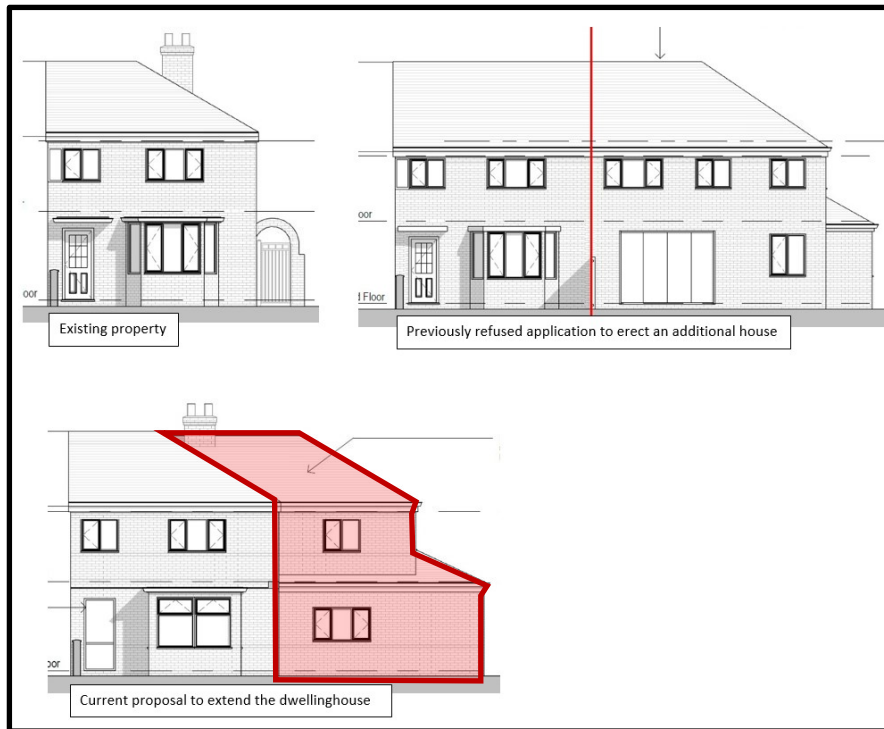 oor
Existing property
oor
d Floor
Previously refused application to erect an additional house
oor
Current proposal to extend the dwellinghouse